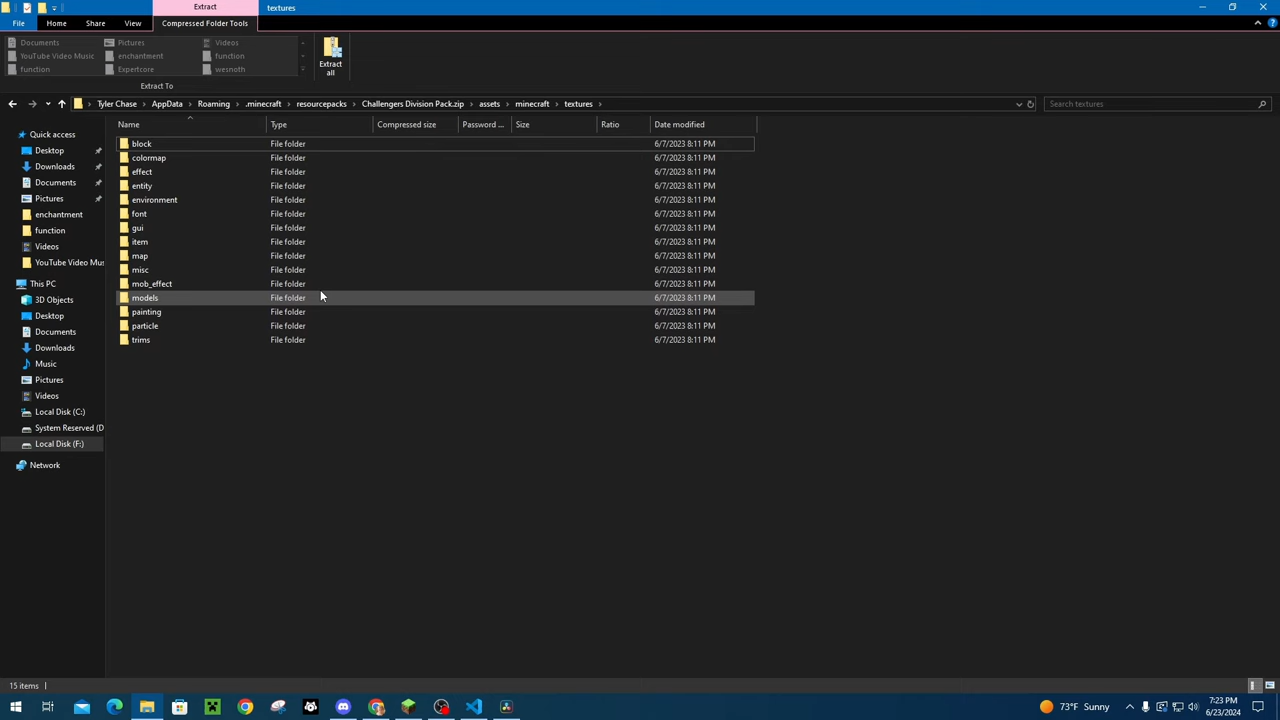 Extract textures
File Home Share View Compressed Folder Tools
Documents Pictures Videos
YouTube Video Music enchantment function
function Expertcore wesnoth
Extract all
Extract To
Tyler Chase > AppData > Roaming > .minecraft > resourcepacks > Challengers Division Pack.zip > assets > minecraft > textures >
Search textures
Name Type Compressed size Password ... Size Ratio Date modified
block File folder 6/7/2023 8:11 PM
colormap File folder 6/7/2023 8:11 PM
effect File folder 6/7/2023 8:11 PM
entity File folder 6/7/2023 8:11 PM
environment File folder 6/7/2023 8:11 PM
font File folder 6/7/2023 8:11 PM
gui File folder 6/7/2023 8:11 PM
item File folder 6/7/2023 8:11 PM
map File folder 6/7/2023 8:11 PM
misc File folder 6/7/2023 8:11 PM
mob_effect File folder 6/7/2023 8:11 PM
models File folder 6/7/2023 8:11 PM
painting File folder 6/7/2023 8:11 PM
particle File folder 6/7/2023 8:11 PM
trims File folder 6/7/2023 8:11 PM
Quick access
Desktop
Downloads
Documents
Pictures
enchantment
function
Videos
YouTube Video Mus
This PC
3D Objects
Desktop
Documents
Downloads
Music
Pictures
Videos
Local Disk (C:)
System Reserved (D
Local Disk (F:)
Network
15 items
73°F Sunny
7:23 PM
6/23/2024